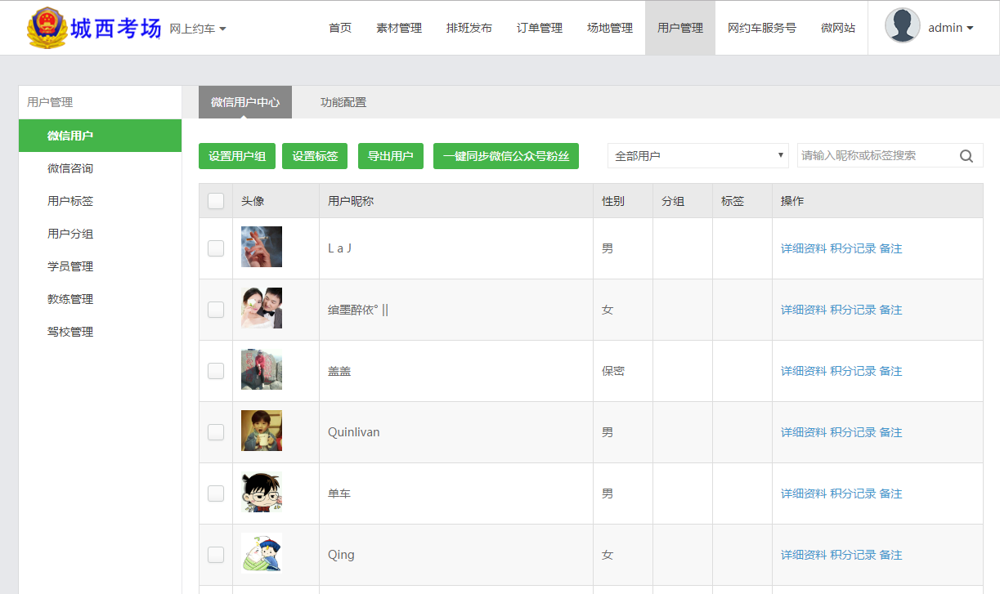 城西考场 网上约车 首页 素材管理 排班发布 订单管理 场地管理 用户管理 网约车服务号 微网站 admin
用户管理
微信用户
微信咨询
用户标签
用户分组
学员管理
教练管理
驾校管理
微信用户中心 功能配置
设置用户组 设置标签 导出用户 一键同步微信公众号粉丝 全部用户 请输入昵称或标签搜索
头像 用户昵称 性别 分组 标签 操作
L a J 男 详细资料 积分记录 备注
绾墨醉依° || 女 详细资料 积分记录 备注
盖盖 保密 详细资料 积分记录 备注
Quinlivan 男 详细资料 积分记录 备注
单车 男 详细资料 积分记录 备注
Qing 女 详细资料 积分记录 备注